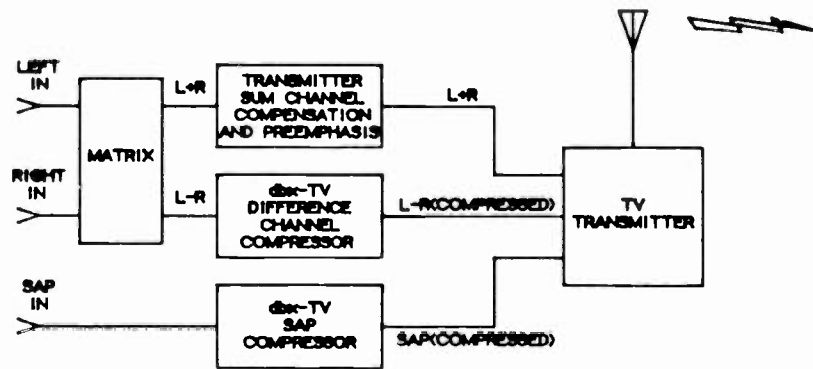 LEFT
IN
L+R
TRANSMITTER
SUM CHANNEL
COMPENSATION
AND PREEMPHASIS
L+R
MATRIX
RIGHT
IN
L-R
dbx-TV
DIFFERENCE
CHANNEL
COMPRESSOR
L-R(COMPRESSED)
TV
TRANSMITTER
SAP
IN
dbx-TV
SAP
COMPRESSOR
SAP(COMPRESSED)